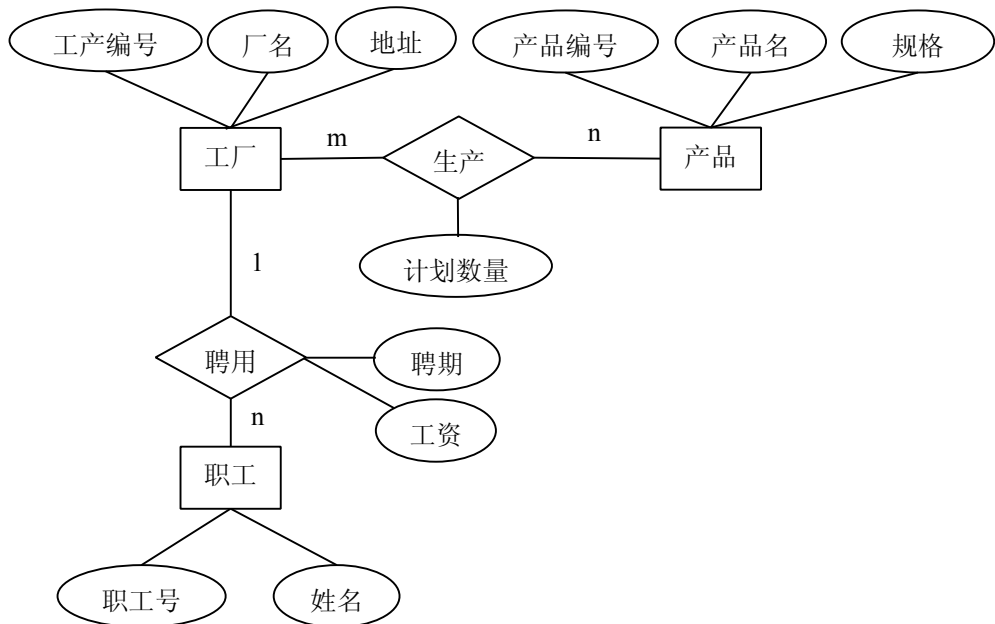 工产编号 厂名 地址 产品编号 产品名 规格
工厂 m 生产 n 产品
1 计划数量
聘用 聘期
n 工资
职工
职工号 姓名